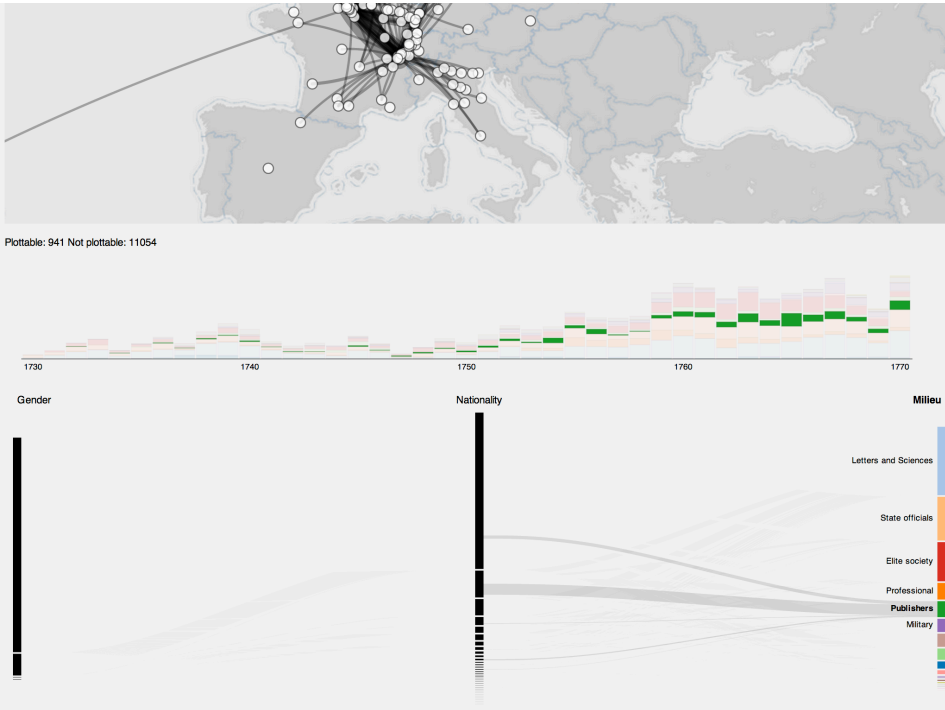 Plottable: 941 Not plottable: 11054
1730 1740 1750 1760 1770
Gender Nationality Milieu
Letters and Sciences
State officials
Elite society
Professional
Publishers
Military